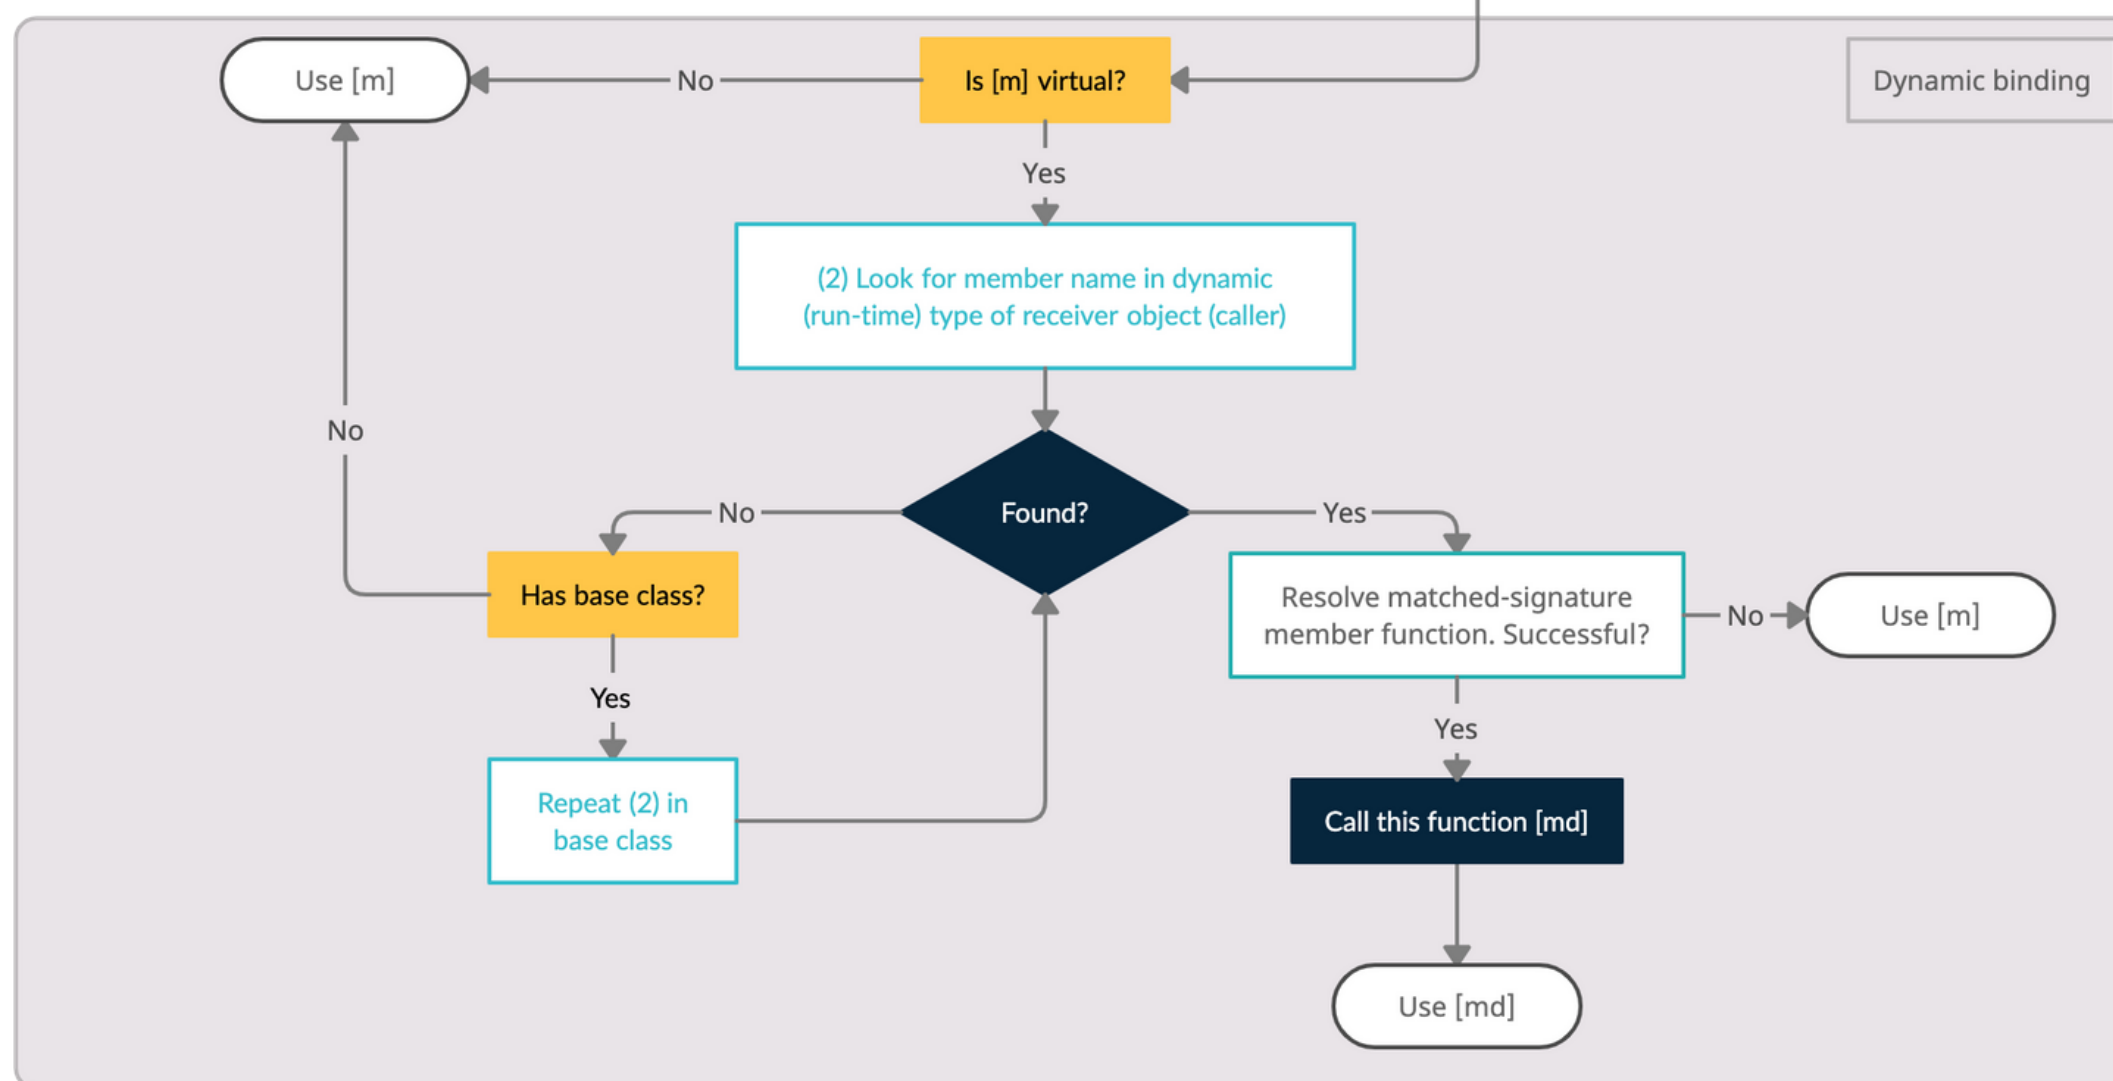 Use [m]
No
Is [m] virtual?
Dynamic binding
Yes
(2) Look for member name in dynamic
(run-time) type of receiver object (caller)
No
No
Found?
Yes
Has base class?
Resolve matched-signature
member function. Successful?
No
Use [m]
Yes
Yes
Repeat (2) in
base class
Call this function [md]
Use [md]